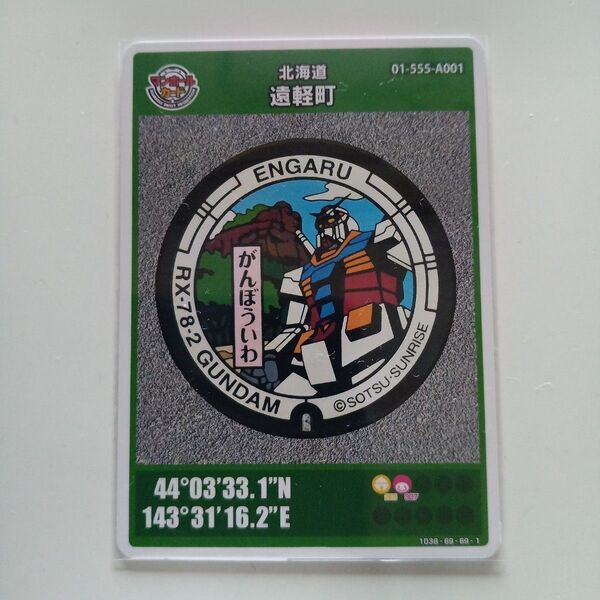 マンホール
カード
北海道
遠軽町
01-555-A001
ENGARU
がんぼういわ
RX-78-2 GUNDAM
©SOTSU・SUNRISE
44°03'33.1"N
143°31'16.2"E
1038-69-69-1